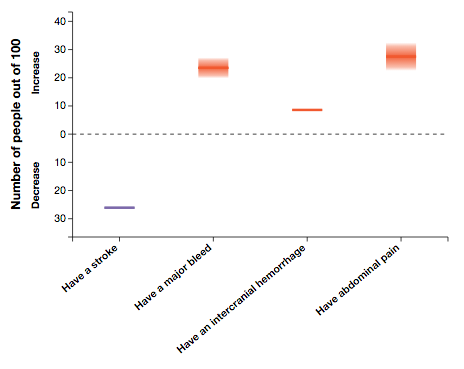 Number of people out of 100
Increase
Decrease
40
30
20
10
0
10
20
30
Have a stroke
Have a major bleed
Have an intercranial hemorrhage
Have abdominal pain